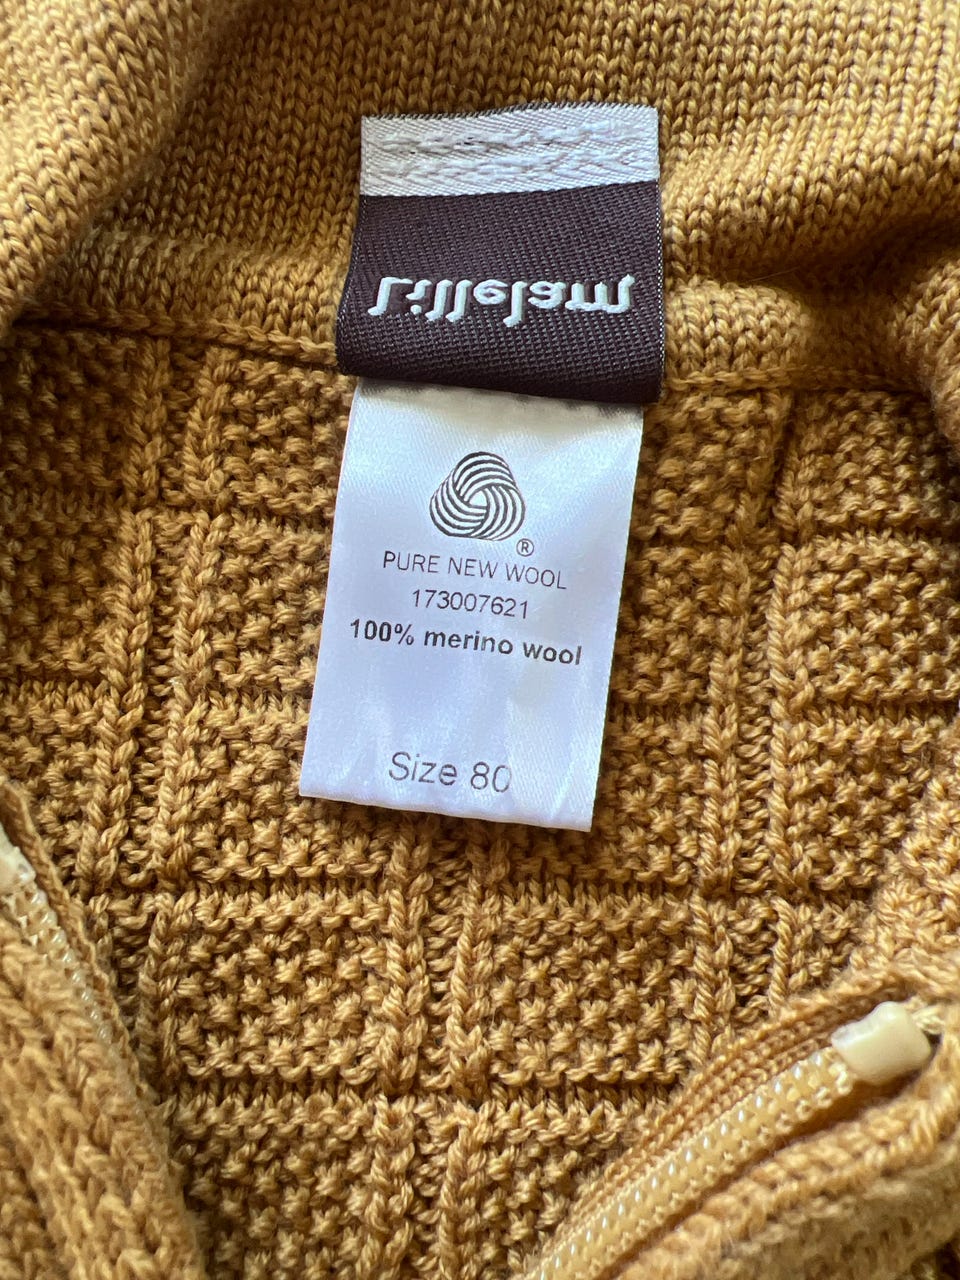 Lillelam
®
PURE NEW WOOL
173007621
100% merino wool
Size 80